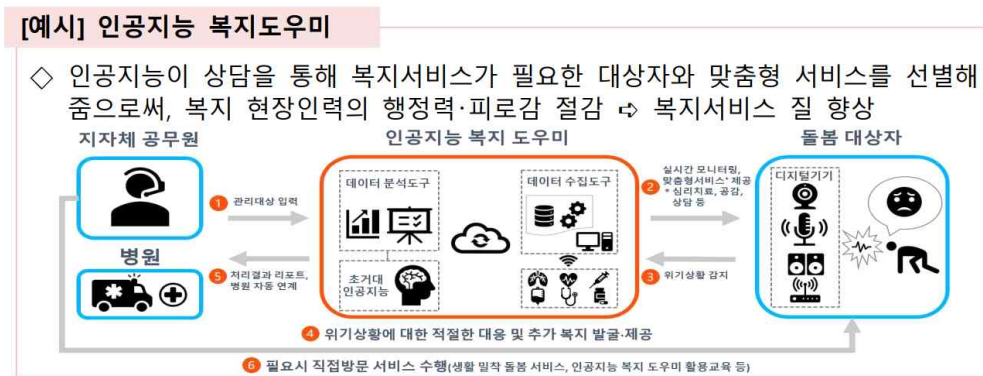 [예시] 인공지능 복지도우미
◇ 인공지능이 상담을 통해 복지서비스가 필요한 대상자와 맞춤형 서비스를 선별해
줌으로써, 복지 현장인력의 행정력·피로감 절감 ➪ 복지서비스 질 향상
지자체 공무원
인공지능 복지 도우미
돌봄 대상자
데이터 분석도구
데이터 수집도구
초거대
인공지능
1 관리대상 입력
2 실시간 모니터링,
맞춤형서비스* 제공
* 심리치료, 공감,
상담 등
디지털기기
병원
5 처리결과 리포트,
병원 자동 연계
3 위기상황 감지
4 위기상황에 대한 적절한 대응 및 추가 복지 발굴·제공
6 필요시 직접방문 서비스 수행(생활 밀착 돌봄 서비스, 인공지능 복지 도우미 활용교육 등)